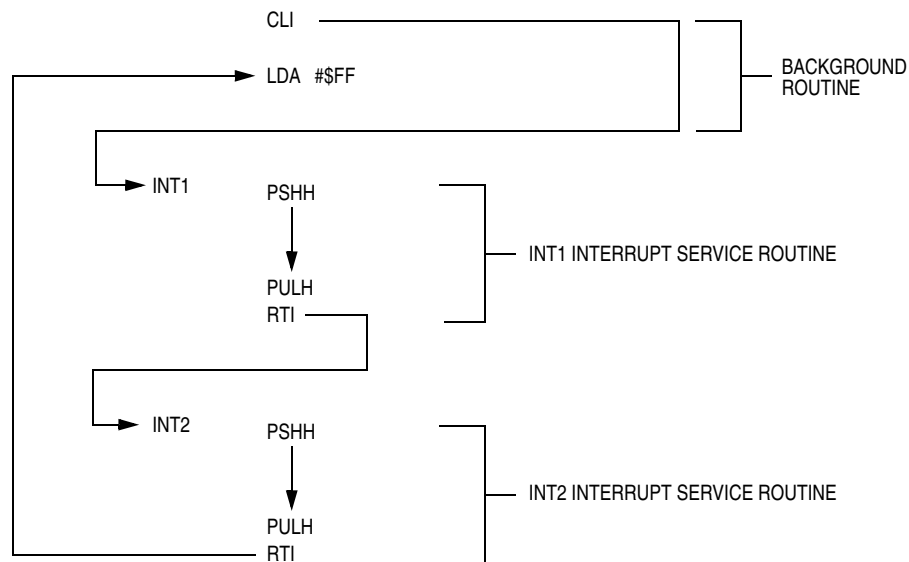 CLI
LDA #$FF
BACKGROUND
ROUTINE
INT1
PSHH
INT1 INTERRUPT SERVICE ROUTINE
PULH
RTI
INT2
PSHH
INT2 INTERRUPT SERVICE ROUTINE
PULH
RTI